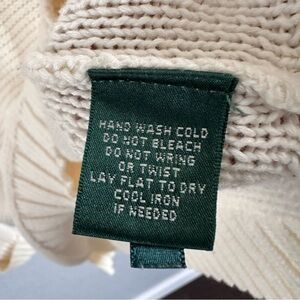 HAND WASH COLD
DO NOT BLEACH
DO NOT WRING
OR TWIST
LAY FLAT TO DRY
COOL IRON
IF NEEDED